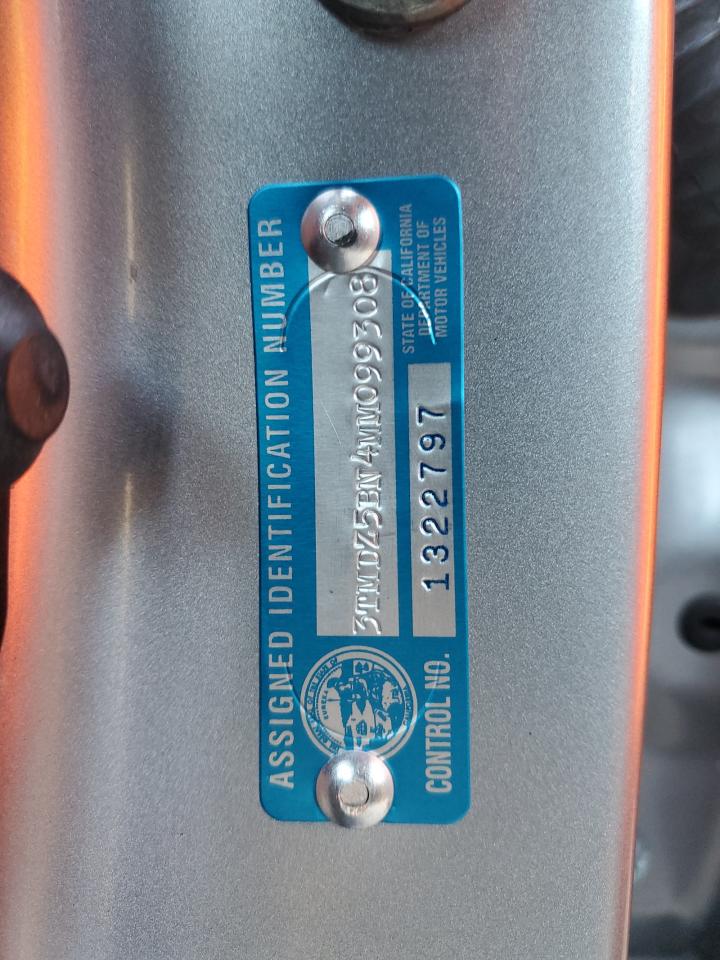 ASSIGNED IDENTIFICATION NUMBER
3TMDZ5BN4MM099308
STATE OF CALIFORNIA
DEPARTMENT OF
MOTOR VEHICLES
CONTROL NO. 1322797